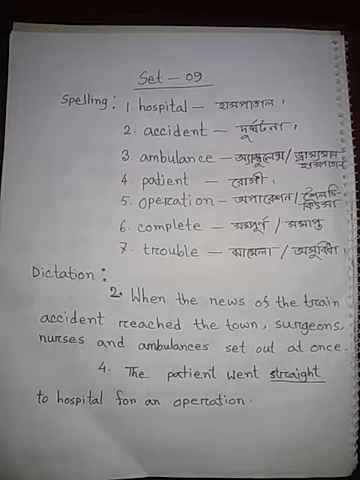 Set - 09
Spelling : 1. hospital - হাসপাতাল ।
2. accident - দুর্ঘটনা ।
3. ambulance - অ্যাম্বুলেন্স / ভ্রাম্যমান হাসপাতাল
4. patient - রোগী ।
5. operation - অপারেশন /
6. complete - সম্পূর্ণ / সমাপ্ত
7. trouble - ঝামেলা / অসুবিধা ।
Dictation :
2. When the news of the train
accident reached the town, surgeons,
nurses and ambulances set out at once.
4. The patient went straight
to hospital for an operation.